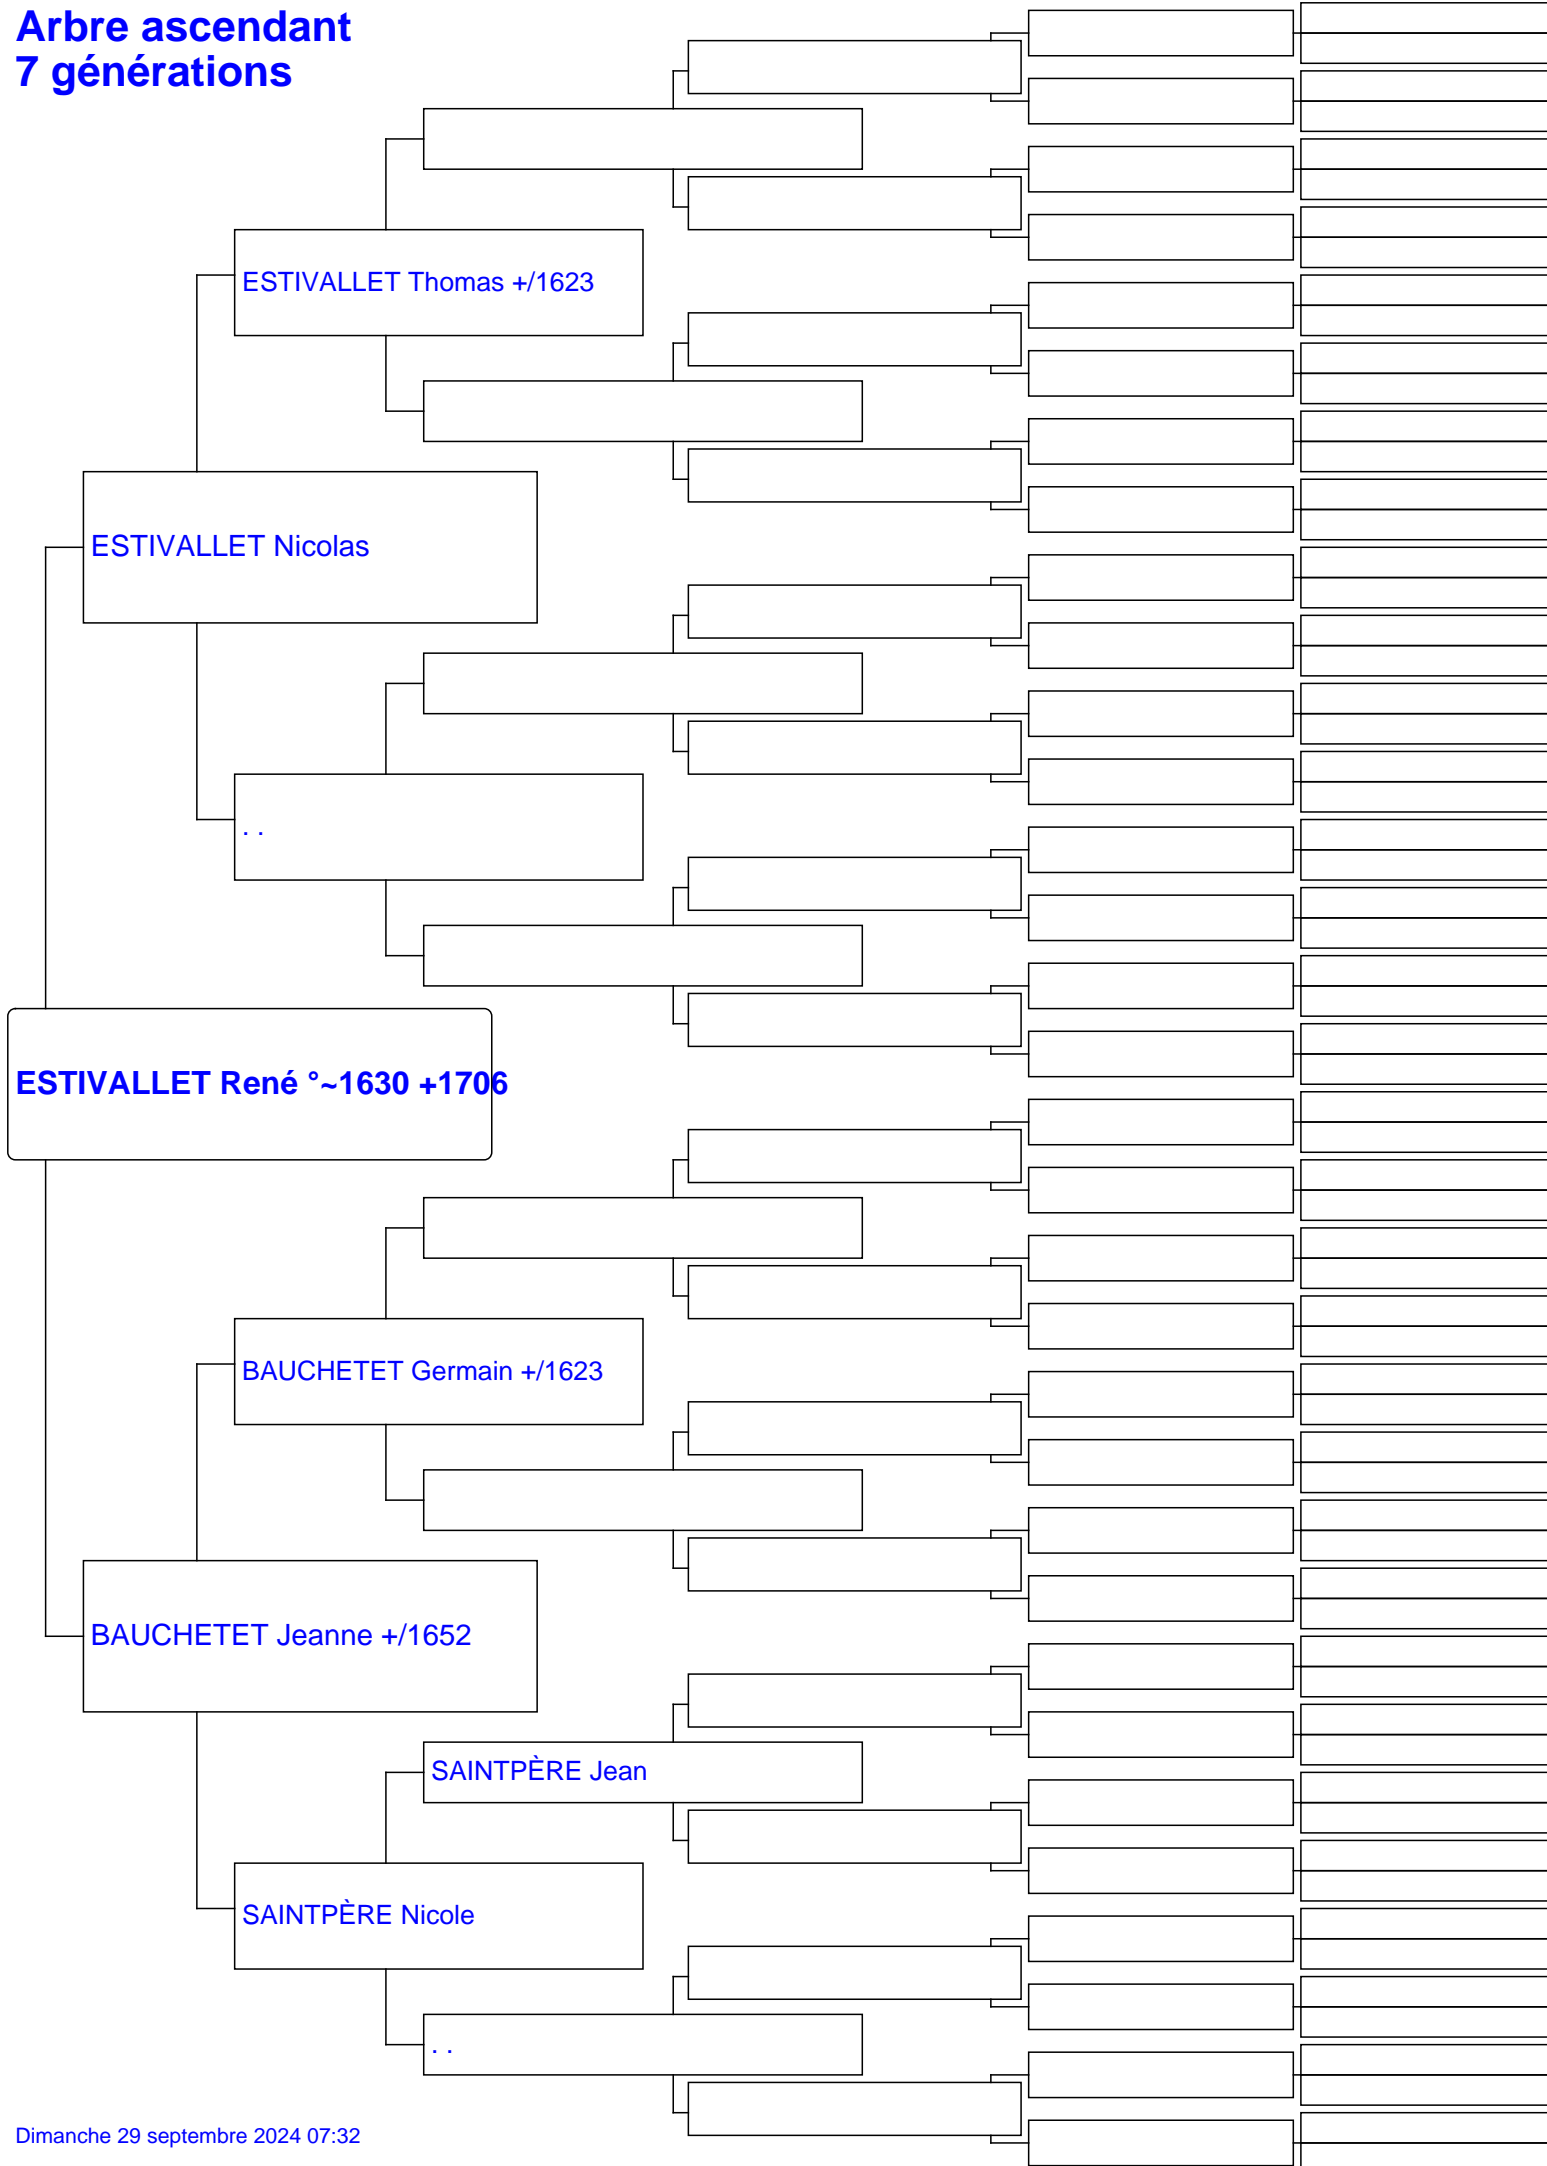 Arbre ascendant
7 générations
ESTIVALLET Thomas +/1623
ESTIVALLET Nicolas
. .
ESTIVALLET René °~1630 +1706
BAUCHETET Germain +/1623
BAUCHETET Jeanne +/1652
SAINTPÈRE Jean
SAINTPÈRE Nicole
. .
Dimanche 29 septembre 2024 07:32